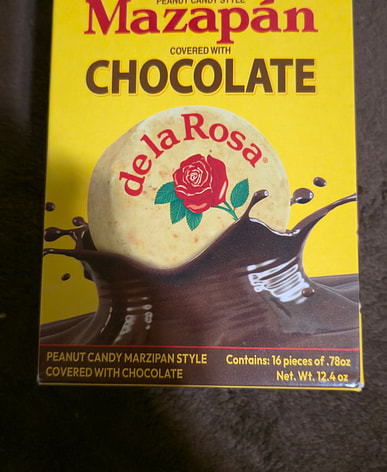 PEANUT CANDY STYLE
Mazapán
COVERED WITH
CHOCOLATE
de la Rosa®
PEANUT CANDY MARZIPAN STYLE
COVERED WITH CHOCOLATE
Contains: 16 pieces of .78oz
Net. Wt. 12.4 oz